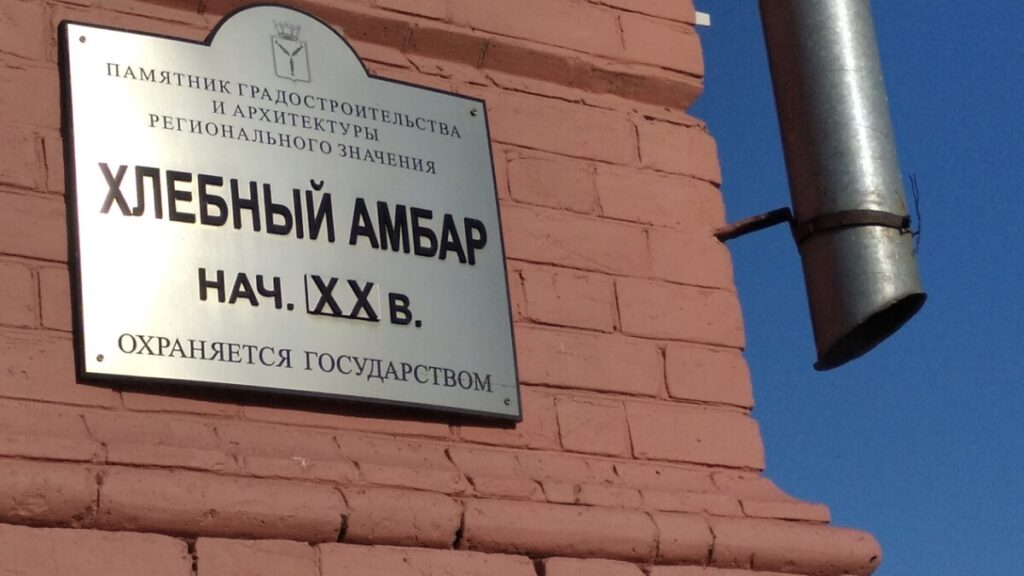 ПАМЯТНИК ГРАДОСТРОИТЕЛЬСТВА
И АРХИТЕКТУРЫ
РЕГИОНАЛЬНОГО ЗНАЧЕНИЯ
ХЛЕБНЫЙ АМБАР
НАЧ. XX В.
ОХРАНЯЕТСЯ ГОСУДАРСТВОМ